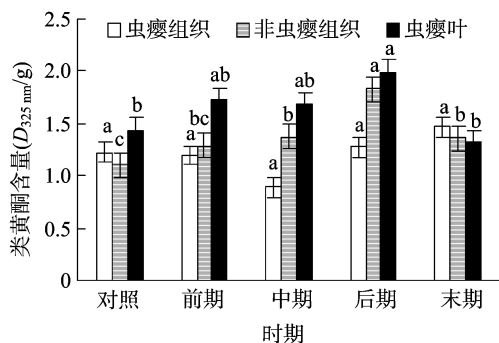 虫瘿组织 非虫瘿组织 虫瘿叶
类黄酮含量(D325 nm/g)
2.5
2.0
1.5
1.0
0.5
0
a c b
a bc ab
a b ab
a a a
a b b
对照 前期 中期 后期 末期
时期